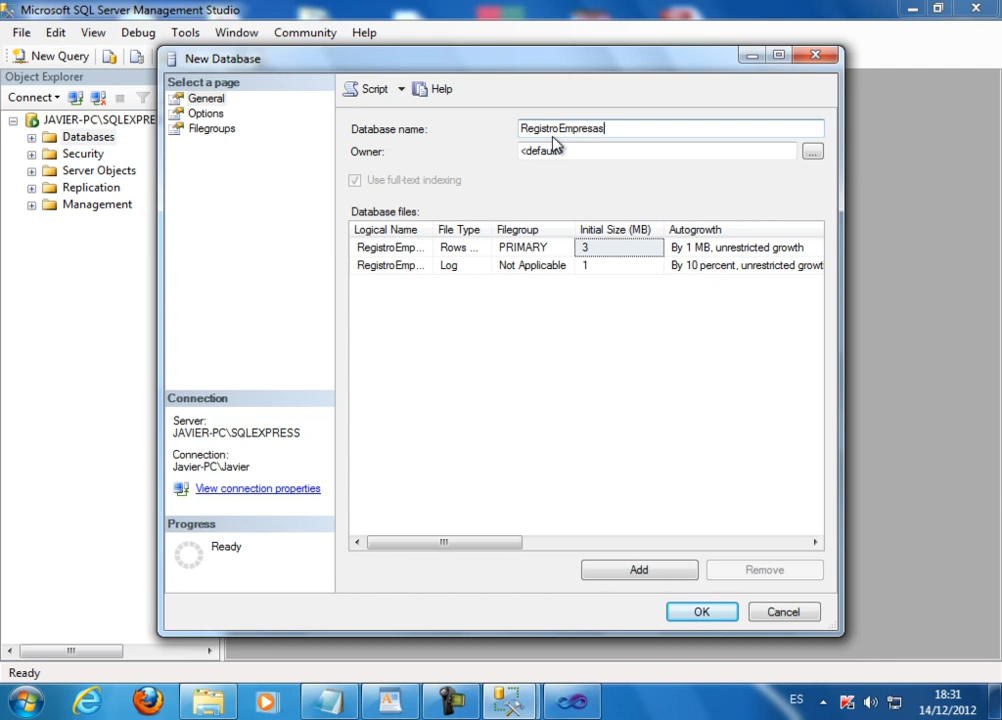 Microsoft SQL Server Management Studio
File Edit View Debug Tools Window Community Help
New Query
Object Explorer
Connect
JAVIER-PC\SQLEXPRE
Databases
Security
Server Objects
Replication
Management
New Database
Select a page
General
Options
Filegroups
Script Help
Database name: RegistroEmpresas
Owner: <default> ...
Use full-text indexing
Database files:
Logical Name File Type Filegroup Initial Size (MB) Autogrowth
RegistroEmp... Rows ... PRIMARY 3 By 1 MB, unrestricted growth
RegistroEmp... Log Not Applicable 1 By 10 percent, unrestricted growt
Connection
Server:
JAVIER-PC\SQLEXPRESS
Connection:
Javier-PC\Javier
View connection properties
Progress
Ready
Add Remove
OK Cancel
Ready
ES
18:31
14/12/2012